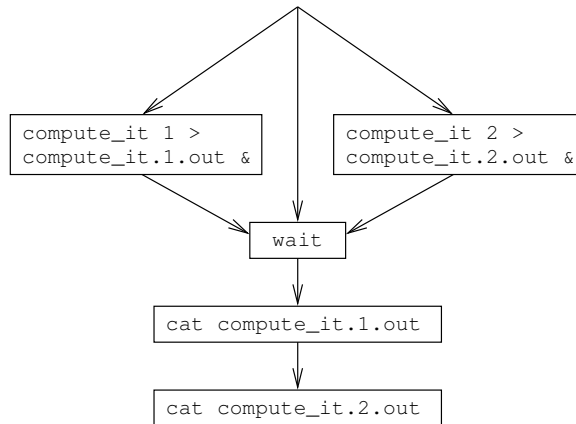 compute_it 1 >
compute_it.1.out &
compute_it 2 >
compute_it.2.out &
wait
cat compute_it.1.out
cat compute_it.2.out